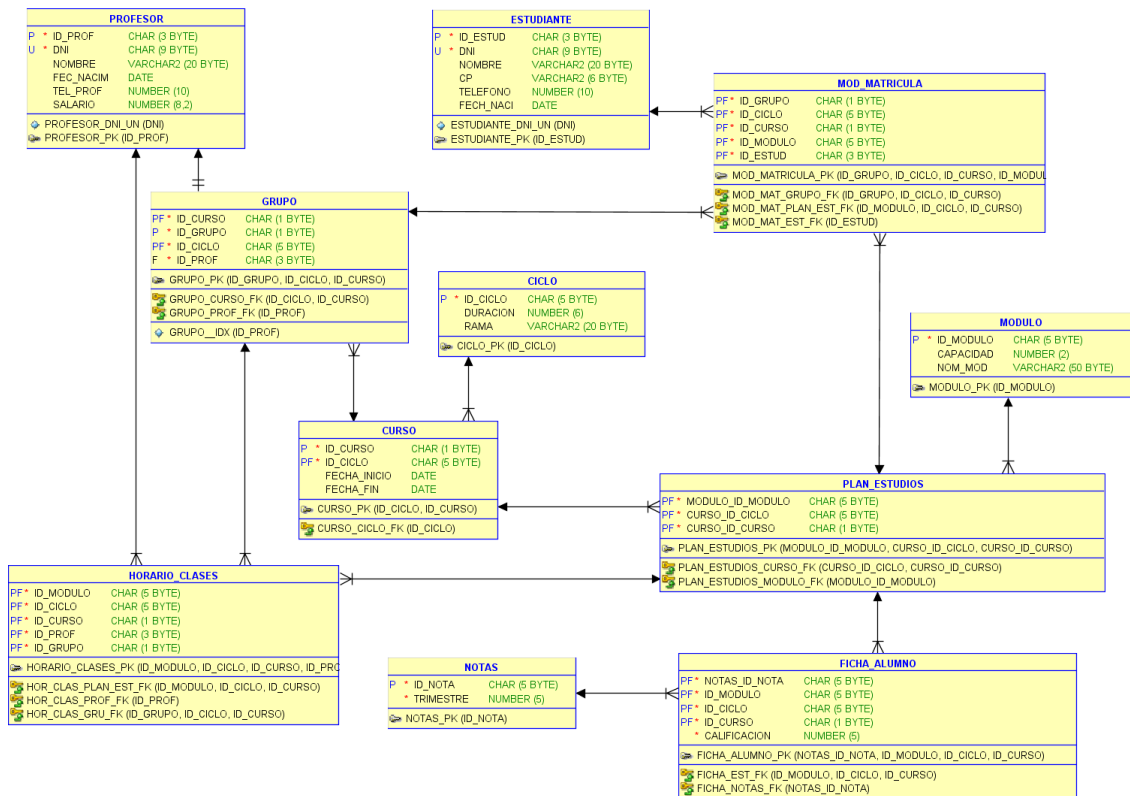 PROFESOR
P * ID_PROF CHAR (3 BYTE)
U * DNI CHAR (9 BYTE)
NOMBRE VARCHAR2 (20 BYTE)
FEC_NACIM DATE
TEL_PROF NUMBER (10)
SALARIO NUMBER (8,2)
PROFESOR_DNI_UN (DNI)
PROFESOR_PK (ID_PROF)
ESTUDIANTE
P * ID_ESTUD CHAR (3 BYTE)
U * DNI CHAR (9 BYTE)
NOMBRE VARCHAR2 (20 BYTE)
CP VARCHAR2 (6 BYTE)
TELEFONO NUMBER (10)
FECH_NACI DATE
ESTUDIANTE_DNI_UN (DNI)
ESTUDIANTE_PK (ID_ESTUD)
MOD_MATRICULA
PF * ID_GRUPO CHAR (1 BYTE)
PF * ID_CICLO CHAR (5 BYTE)
PF * ID_CURSO CHAR (1 BYTE)
PF * ID_MODULO CHAR (5 BYTE)
PF * ID_ESTUD CHAR (3 BYTE)
MOD_MATRICULA_PK (ID_GRUPO, ID_CICLO, ID_CURSO, ID_MODUL
MOD_MAT_GRUPO_FK (ID_GRUPO, ID_CICLO, ID_CURSO)
MOD_MAT_PLAN_EST_FK (ID_MODULO, ID_CICLO, ID_CURSO)
MOD_MAT_EST_FK (ID_ESTUD)
GRUPO
PF * ID_CURSO CHAR (1 BYTE)
P * ID_GRUPO CHAR (1 BYTE)
PF * ID_CICLO CHAR (5 BYTE)
F * ID_PROF CHAR (3 BYTE)
GRUPO_PK (ID_GRUPO, ID_CICLO, ID_CURSO)
GRUPO_CURSO_FK (ID_CICLO, ID_CURSO)
GRUPO_PROF_FK (ID_PROF)
GRUPO__IDX (ID_PROF)
CICLO
P * ID_CICLO CHAR (5 BYTE)
DURACION NUMBER (6)
RAMA VARCHAR2 (20 BYTE)
CICLO_PK (ID_CICLO)
MODULO
P * ID_MODULO CHAR (5 BYTE)
CAPACIDAD NUMBER (2)
NOM_MOD VARCHAR2 (50 BYTE)
MODULO_PK (ID_MODULO)
CURSO
P * ID_CURSO CHAR (1 BYTE)
PF * ID_CICLO CHAR (5 BYTE)
FECHA_INICIO DATE
FECHA_FIN DATE
CURSO_PK (ID_CICLO, ID_CURSO)
CURSO_CICLO_FK (ID_CICLO)
PLAN_ESTUDIOS
PF * MODULO_ID_MODULO CHAR (5 BYTE)
PF * CURSO_ID_CICLO CHAR (5 BYTE)
PF * CURSO_ID_CURSO CHAR (1 BYTE)
PLAN_ESTUDIOS_PK (MODULO_ID_MODULO, CURSO_ID_CICLO, CURSO_ID_CURSO)
PLAN_ESTUDIOS_CURSO_FK (CURSO_ID_CICLO, CURSO_ID_CURSO)
PLAN_ESTUDIOS_MODULO_FK (MODULO_ID_MODULO)
HORARIO_CLASES
PF * ID_MODULO CHAR (5 BYTE)
PF * ID_CICLO CHAR (5 BYTE)
PF * ID_CURSO CHAR (1 BYTE)
PF * ID_PROF CHAR (3 BYTE)
PF * ID_GRUPO CHAR (1 BYTE)
HORARIO_CLASES_PK (ID_MODULO, ID_CICLO, ID_CURSO, ID_PRO
HOR_CLAS_PLAN_EST_FK (ID_MODULO, ID_CICLO, ID_CURSO)
HOR_CLAS_PROF_FK (ID_PROF)
HOR_CLAS_GRU_FK (ID_GRUPO, ID_CICLO, ID_CURSO)
NOTAS
P * ID_NOTA CHAR (5 BYTE)
* TRIMESTRE NUMBER (5)
NOTAS_PK (ID_NOTA)
FICHA_ALUMNO
PF * NOTAS_ID_NOTA CHAR (5 BYTE)
PF * ID_MODULO CHAR (5 BYTE)
PF * ID_CICLO CHAR (5 BYTE)
PF * ID_CURSO CHAR (1 BYTE)
* CALIFICACION NUMBER (5)
FICHA_ALUMNO_PK (NOTAS_ID_NOTA, ID_MODULO, ID_CICLO, ID_CURSO)
FICHA_EST_FK (ID_MODULO, ID_CICLO, ID_CURSO)
FICHA_NOTAS_FK (NOTAS_ID_NOTA)